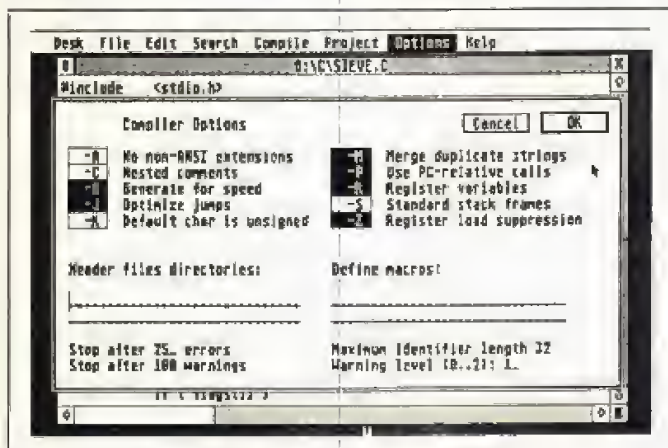 Desk File Edit Search Compile Project Options Help
D:\C\SIEVE.C
#include <stdio.h>
Compiler Options
Cancel
OK
-A No non-ANSI extensions
-C Nested comments
Generate for speed
-J Optimize jumps
-K Default char is unsigned
-M Merge duplicate strings
-P Use PC-relative calls
-R Register variables
-S Standard stack frames
-Z Register load suppression
Header files directories:
Define macros:
Stop after 25_ errors
Stop after 100 warnings
Maximum identifier length 32
Warning level (0..2): 1_